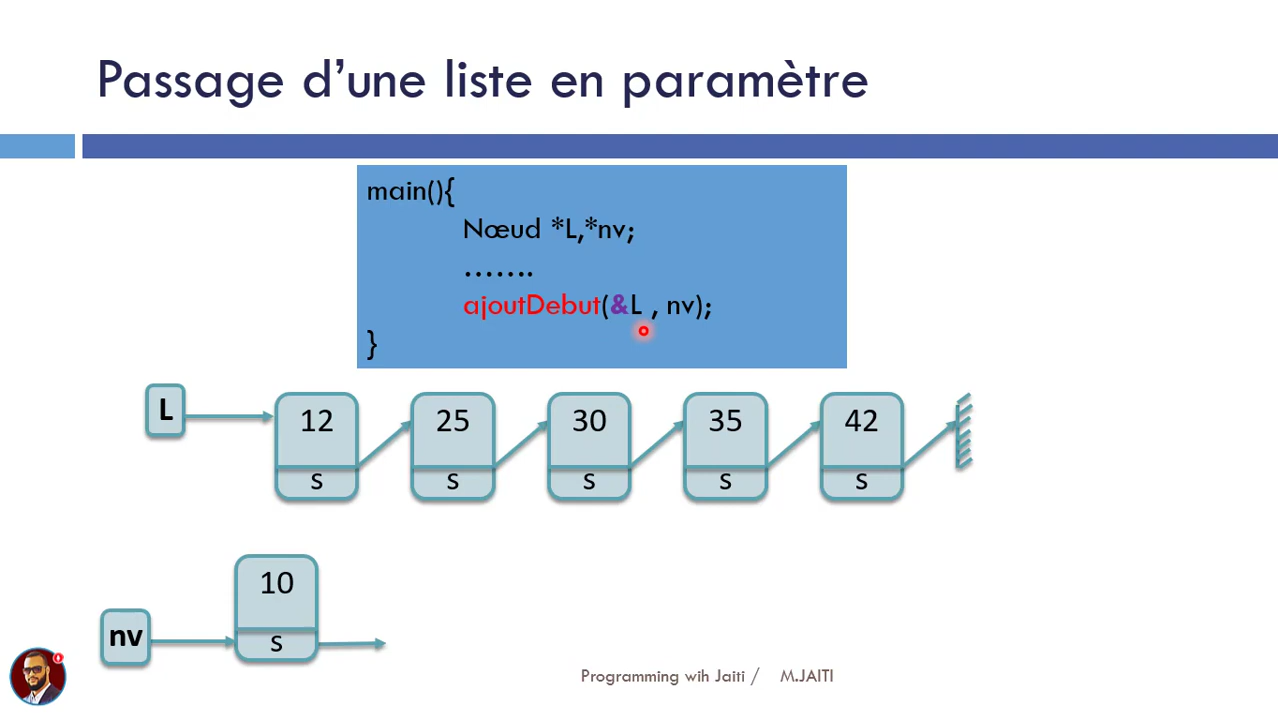 Passage d’une liste en paramètre
main(){
Nœud *L,*nv;
…….
ajoutDebut(&L , nv);
}
L
12
25
30
35
42
s
s
s
s
s
10
nv
s
Programming wih Jaiti / M.JAITI